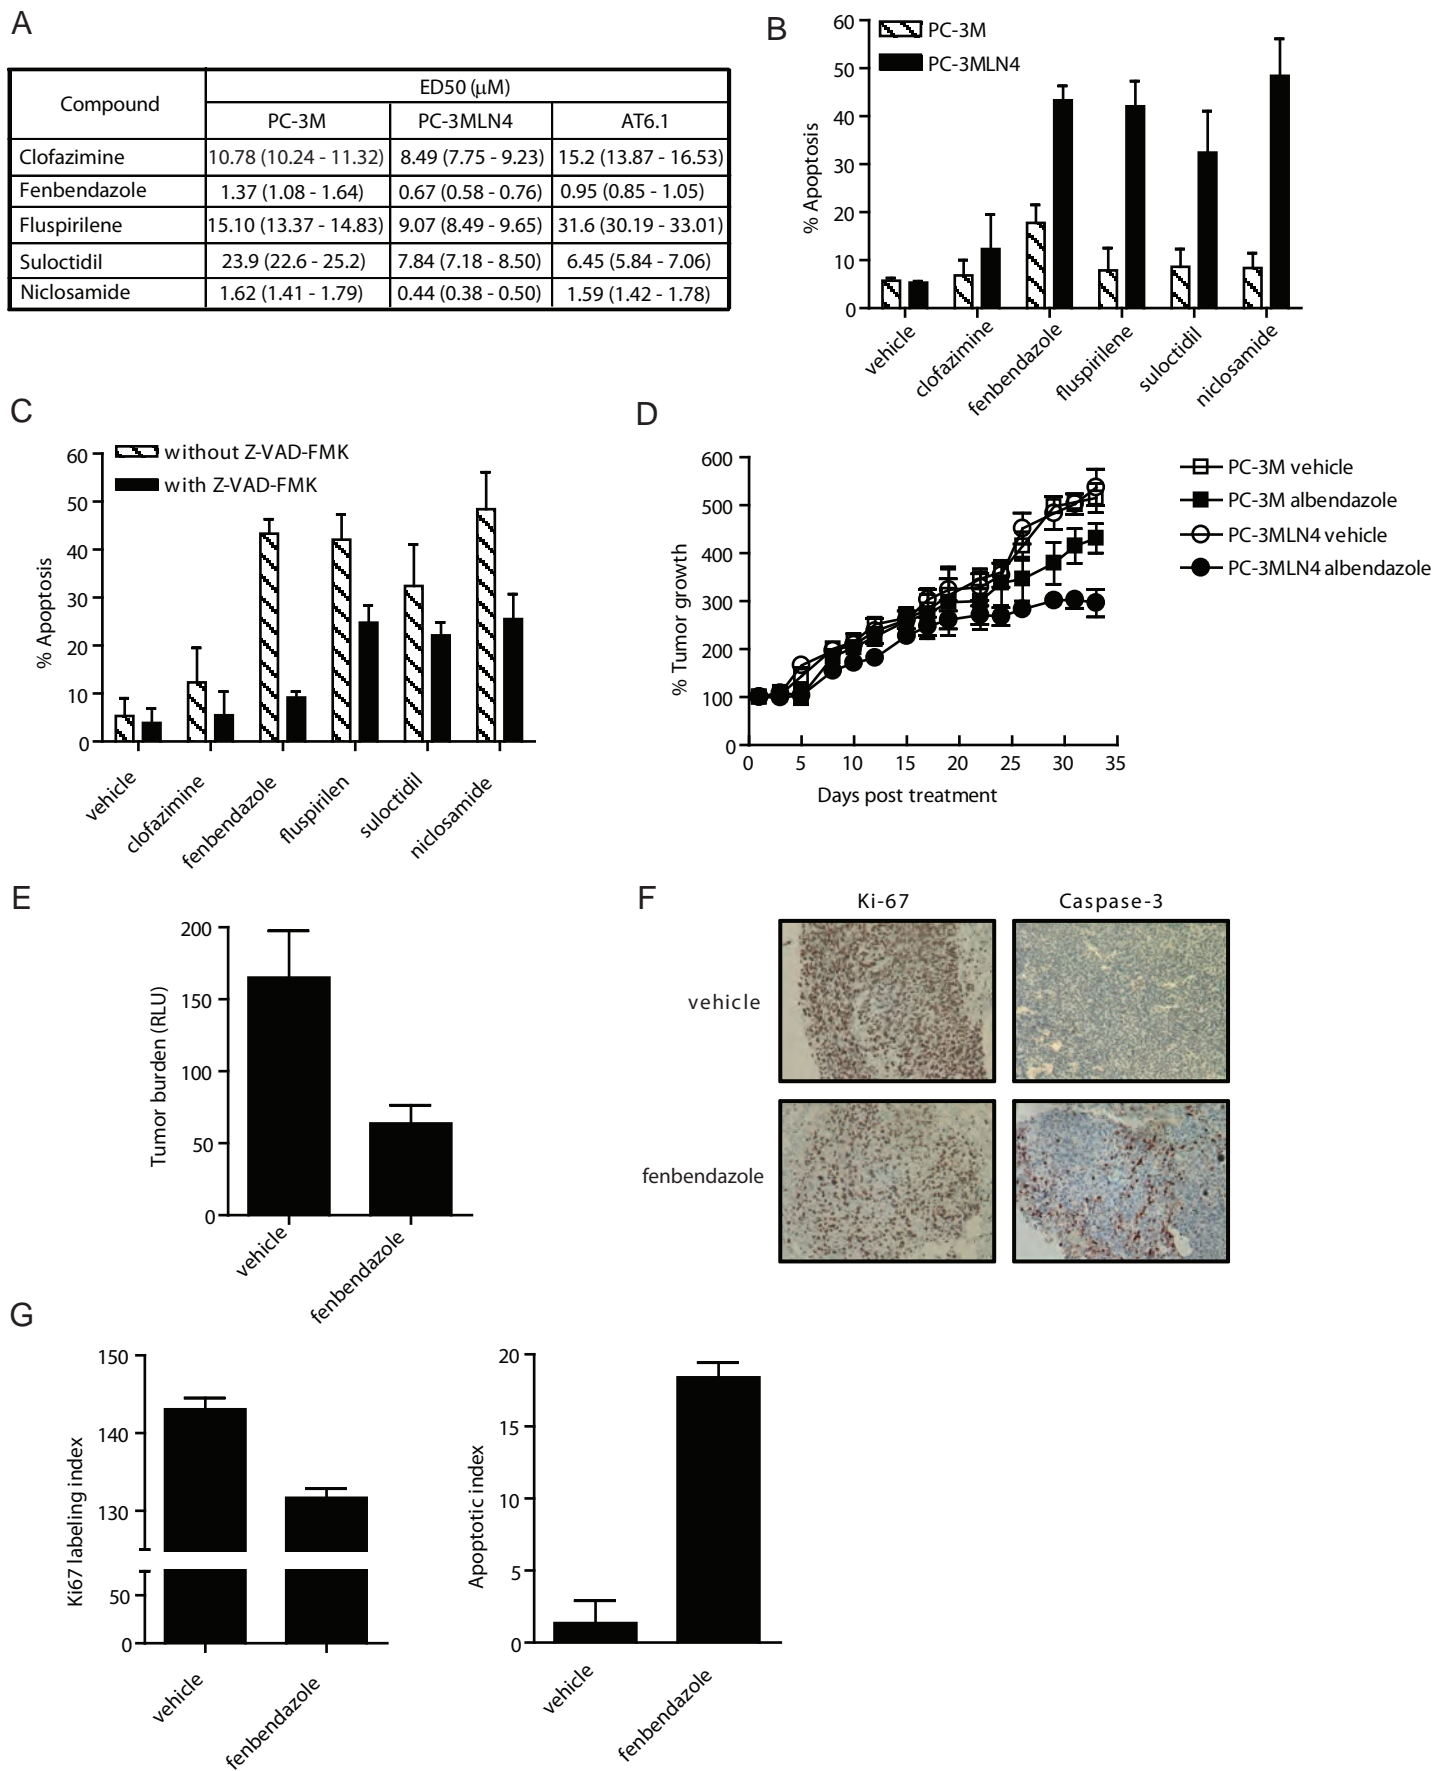 A
Compound
ED50 (µM)
PC-3M PC-3MLN4 AT6.1
Clofazimine 10.78 (10.24 - 11.32) 8.49 (7.75 - 9.23) 15.2 (13.87 - 16.53)
Fenbendazole 1.37 (1.08 - 1.64) 0.67 (0.58 - 0.76) 0.95 (0.85 - 1.05)
Fluspirilene 15.10 (13.37 - 14.83) 9.07 (8.49 - 9.65) 31.6 (30.19 - 33.01)
Suloctidil 23.9 (22.6 - 25.2) 7.84 (7.18 - 8.50) 6.45 (5.84 - 7.06)
Niclosamide 1.62 (1.41 - 1.79) 0.44 (0.38 - 0.50) 1.59 (1.42 - 1.78)
B
PC-3M
PC-3MLN4
% Apoptosis
60
50
40
30
20
10
0
vehicle
clofazimine
fenbendazole
fluspirilene
suloctidil
niclosamide
C
without Z-VAD-FMK
with Z-VAD-FMK
% Apoptosis
60
50
40
30
20
10
0
vehicle
clofazimine
fenbendazole
fluspirilen
suloctidil
niclosamide
D
% Tumor growth
600
500
400
300
200
100
0
0 5 10 15 20 25 30 35
Days post treatment
PC-3M vehicle
PC-3M albendazole
PC-3MLN4 vehicle
PC-3MLN4 albendazole
E
Tumor burden (RLU)
200
150
100
50
0
vehicle
fenbendazole
F
Ki-67 Caspase-3
vehicle
fenbendazole
G
Ki67 labeling index
150
140
130
50
0
vehicle
fenbendazole
Apoptotic index
20
15
10
5
0
vehicle
fenbendazole